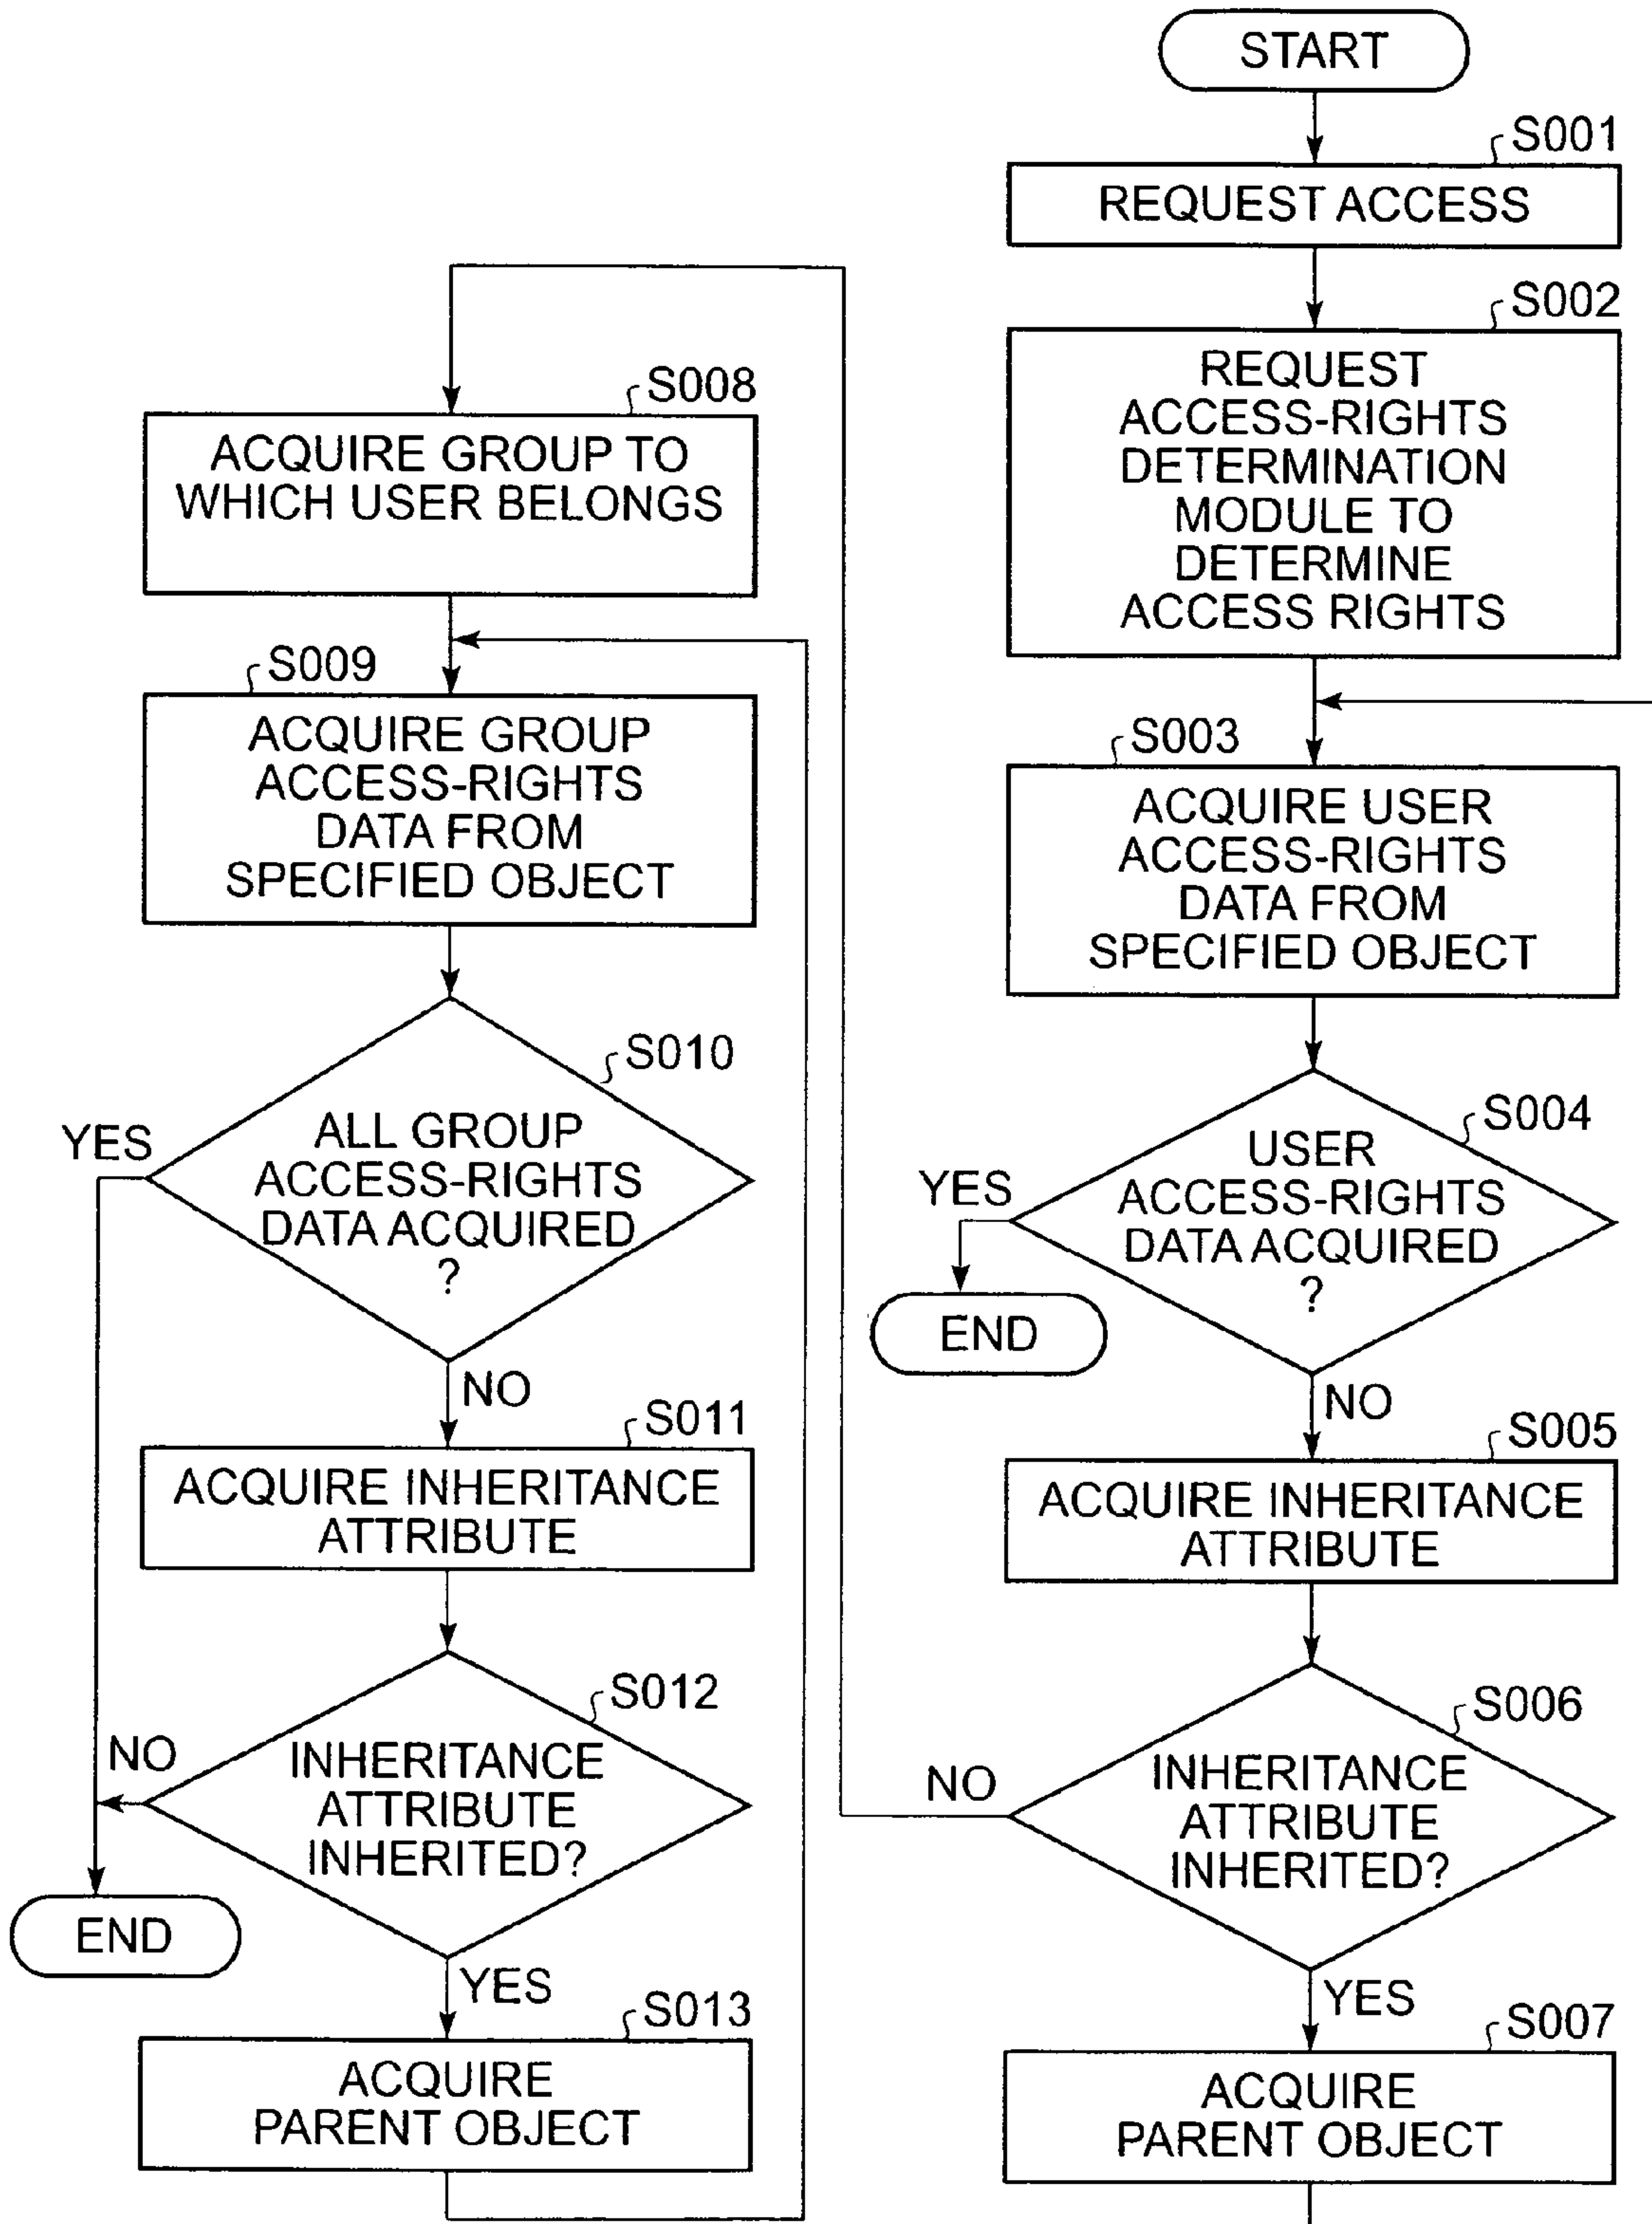 START
S001
REQUEST ACCESS
S002
REQUEST
ACCESS-RIGHTS
DETERMINATION
MODULE TO
DETERMINE
ACCESS RIGHTS
S003
ACQUIRE USER
ACCESS-RIGHTS
DATA FROM
SPECIFIED OBJECT
S004
USER
ACCESS-RIGHTS
DATA ACQUIRED
?
YES
END
NO
S005
ACQUIRE INHERITANCE
ATTRIBUTE
S006
INHERITANCE
ATTRIBUTE
INHERITED?
NO
YES
S007
ACQUIRE
PARENT OBJECT
S008
ACQUIRE GROUP TO
WHICH USER BELONGS
S009
ACQUIRE GROUP
ACCESS-RIGHTS
DATA FROM
SPECIFIED OBJECT
S010
ALL GROUP
ACCESS-RIGHTS
DATA ACQUIRED
?
YES
NO
S011
ACQUIRE INHERITANCE
ATTRIBUTE
S012
INHERITANCE
ATTRIBUTE
INHERITED?
NO
END
YES
S013
ACQUIRE
PARENT OBJECT